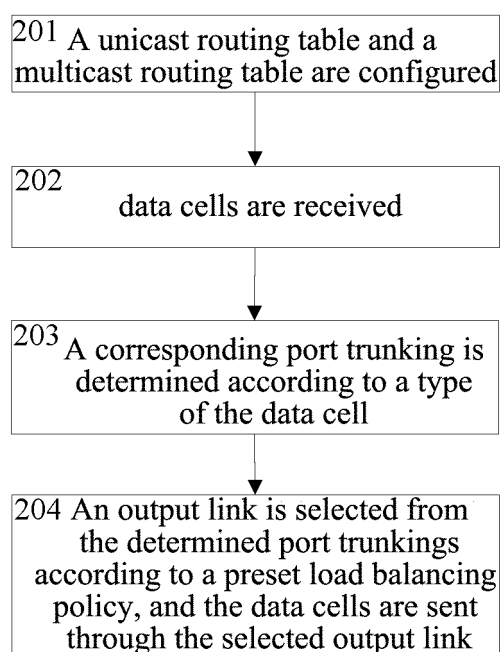 201 A unicast routing table and a
multicast routing table are configured
202
data cells are received
203
A corresponding port trunking is
determined according to a type
of the data cell
204 An output link is selected from
the determined port trunkings
according to a preset load balancing
policy, and the data cells are sent
through the selected output link